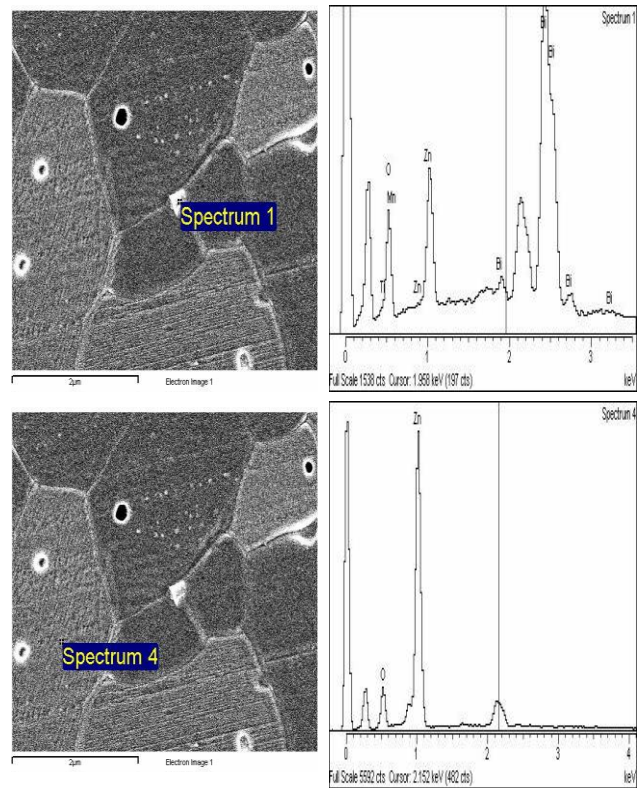 Spectrum 1
2µm
Electron Image 1
Spectrum 1
Bi
Bi
Zn
O
Mn
Bi
Bi
Bi
Ti
Zn
0
1
2
3
Full Scale 1538 cts Cursor: 1.958 keV (197 cts)
keV
Spectrum 4
2µm
Electron Image 1
Spectrum 4
Zn
O
0
1
2
3
4
Full Scale 5592 cts Cursor: 2.152 keV (482 cts)
keV